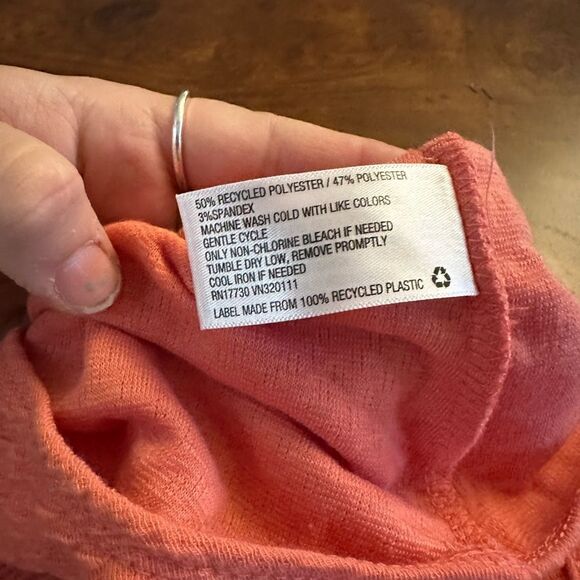 50% RECYCLED POLYESTER / 47% POLYESTER
3%SPANDEX
MACHINE WASH COLD WITH LIKE COLORS
GENTLE CYCLE
ONLY NON-CHLORINE BLEACH IF NEEDED
TUMBLE DRY LOW, REMOVE PROMPTLY
COOL IRON IF NEEDED
RN17730 VN320111
LABEL MADE FROM 100% RECYCLED PLASTIC